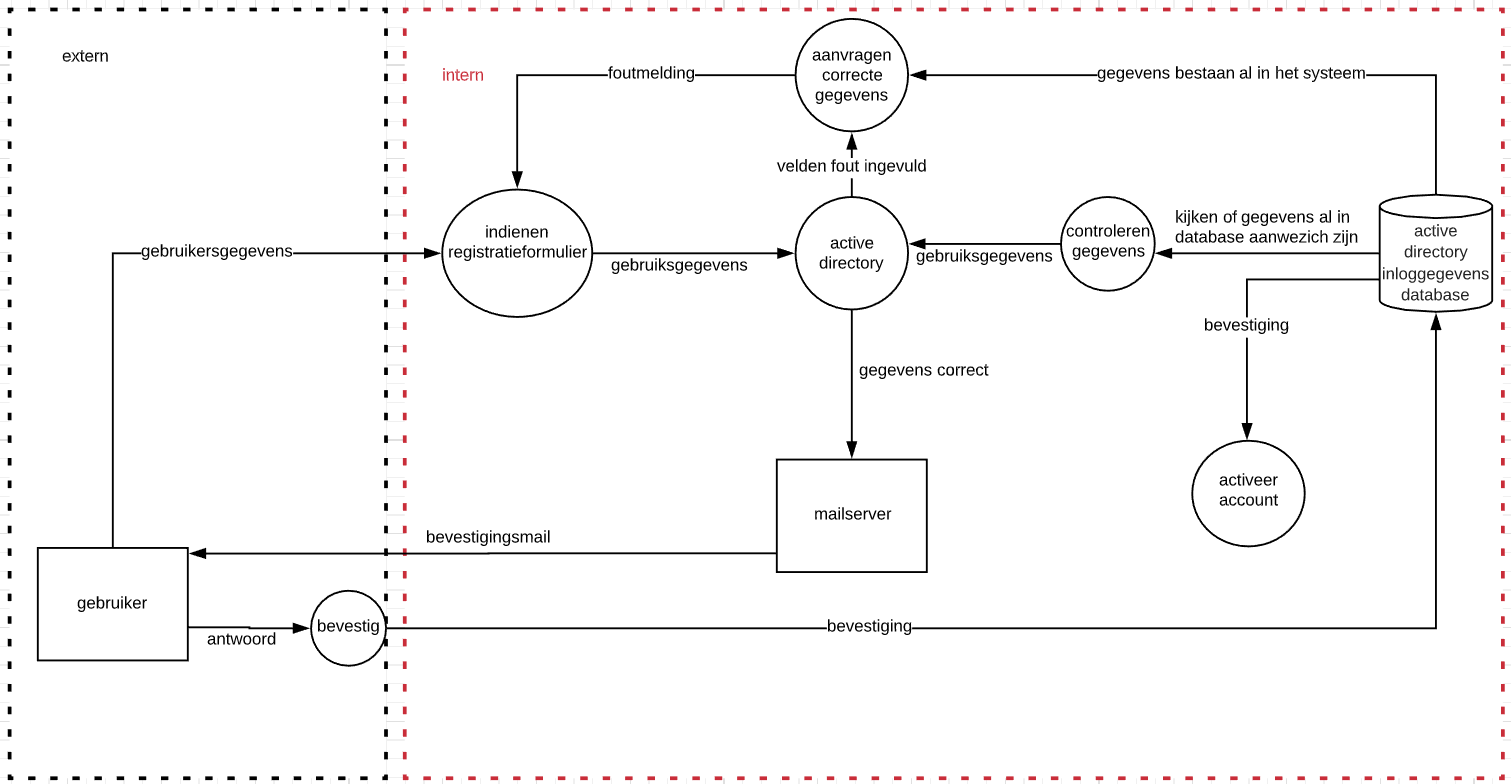 extern
intern
foutmelding
aanvragen
correcte
gegevens
gegevens bestaan al in het systeem
velden fout ingevuld
gebruikersgegevens
indienen
registratieformulier
gebruiksgegevens
active
directory
gebruiksgegevens
controleren
gegevens
kijken of gegevens al in
database aanwezich zijn
active
directory
inloggegevens
database
bevestiging
gegevens correct
activeer
account
mailserver
bevestigingsmail
gebruiker
antwoord
bevestig
bevestiging